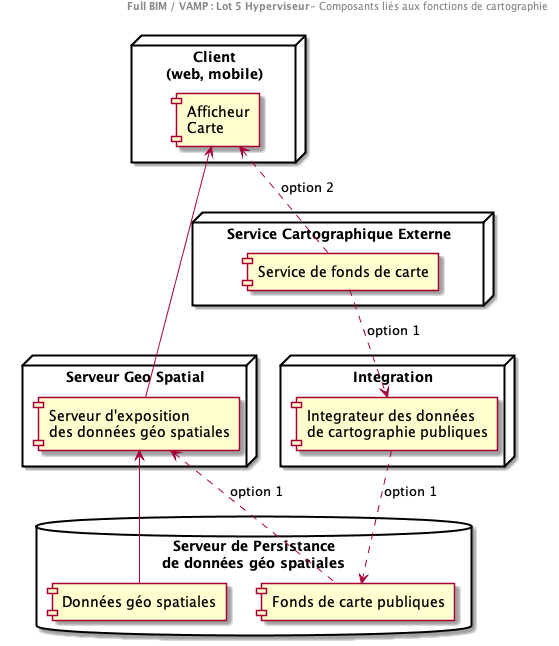 Full BIM / VAMP : Lot 5 Hyperviseur– Composants liés aux fonctions de cartographie
Client
(web, mobile)
Afficheur
Carte
option 2
Service Cartographique Externe
Service de fonds de carte
option 1
Serveur Geo Spatial
Serveur d'exposition
des données géo spatiales
Integration
Integrateur des données
de cartographie publiques
option 1
option 1
Serveur de Persistance
de données géo spatiales
Données géo spatiales
Fonds de carte publiques